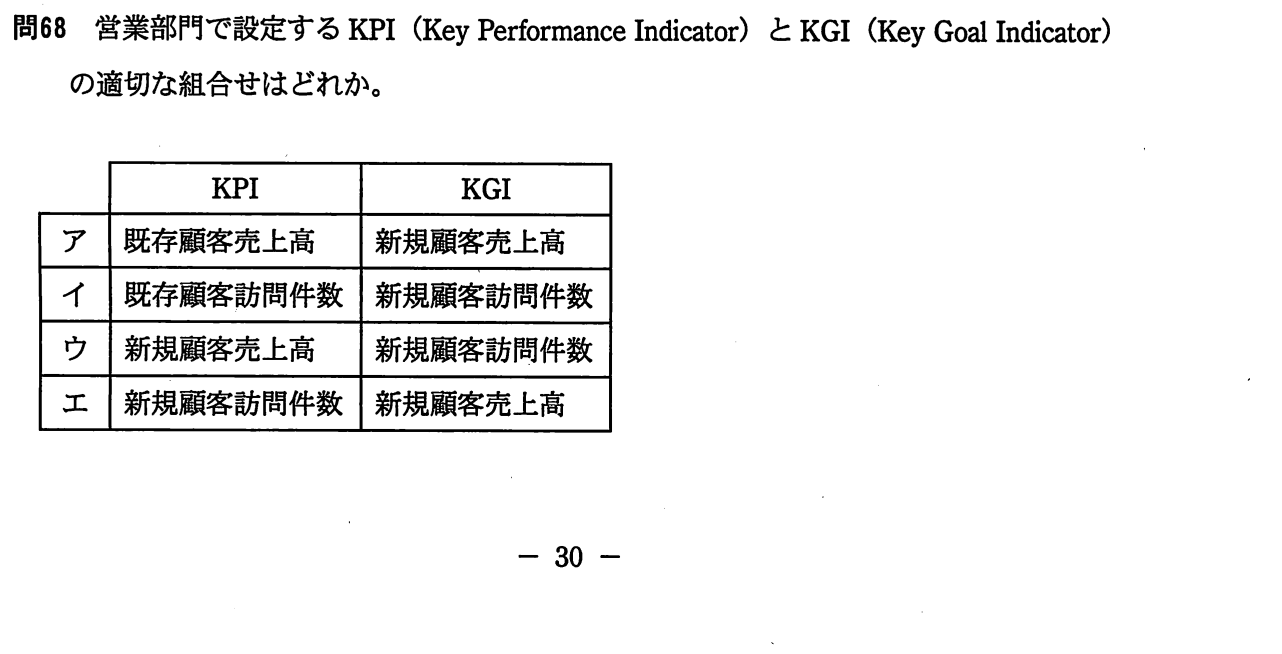 問68　営業部門で設定する KPI（Key Performance Indicator）と KGI（Key Goal Indicator）
の適切な組合せはどれか。
KPI KGI
ア 既存顧客売上高 新規顧客売上高
イ 既存顧客訪問件数 新規顧客訪問件数
ウ 新規顧客売上高 新規顧客訪問件数
エ 新規顧客訪問件数 新規顧客売上高
－ 30 －